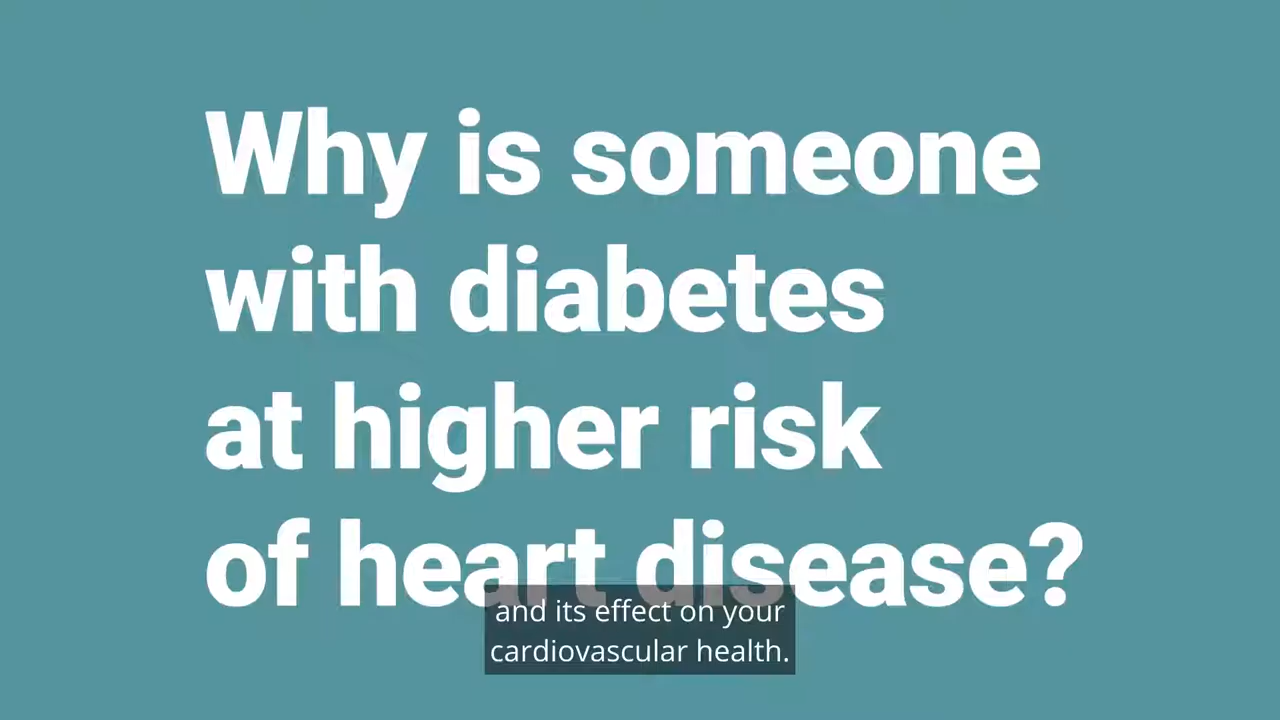 Why is someone
with diabetes
at higher risk
of heart disease?
and its effect on your
cardiovascular health.